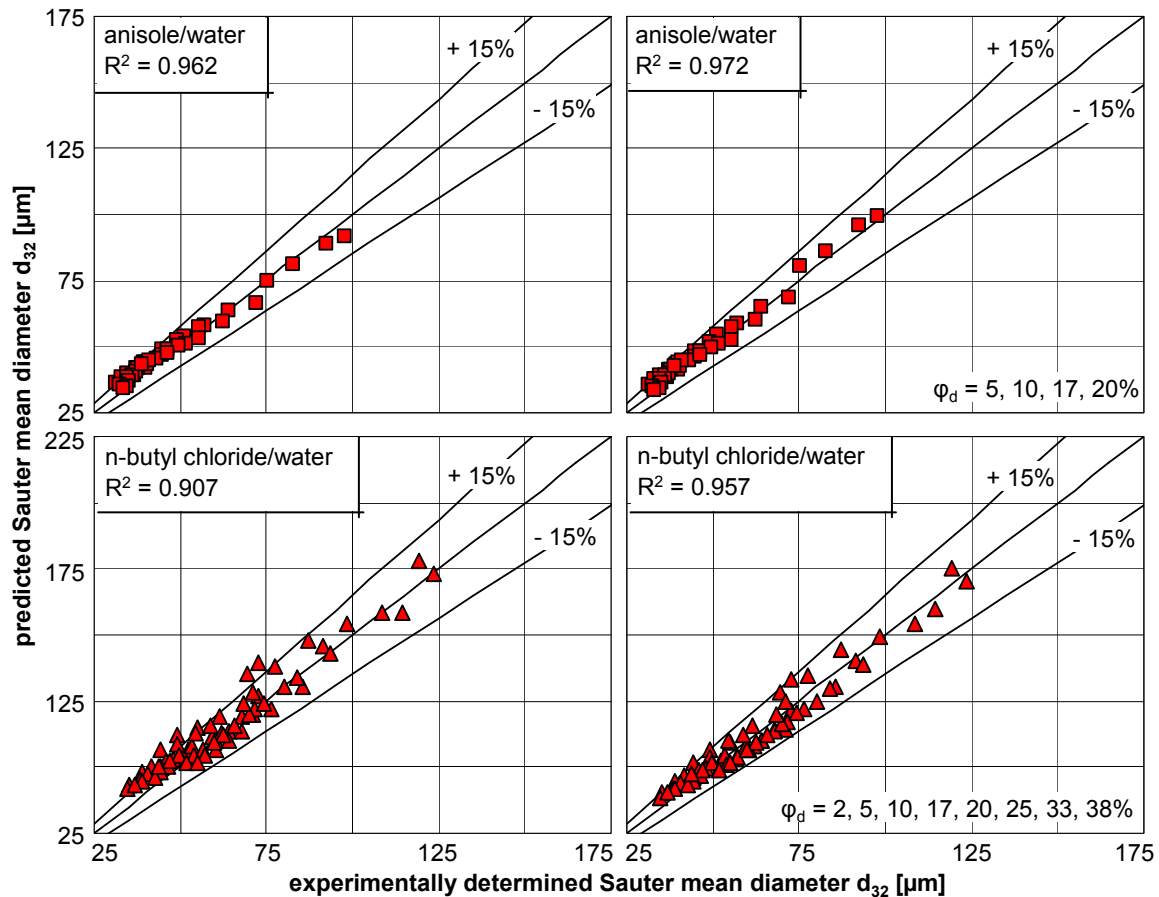 175
anisole/water
R² = 0.962
+ 15%
- 15%
anisole/water
R² = 0.972
+ 15%
- 15%
125
75
25
φd = 5, 10, 17, 20%
predicted Sauter mean diameter d32 [µm]
225
n-butyl chloride/water
R² = 0.907
+ 15%
- 15%
n-butyl chloride/water
R² = 0.957
+ 15%
- 15%
175
125
75
25
φd = 2, 5, 10, 17, 20, 25, 33, 38%
25 75 125 175 25 75 125 175
experimentally determined Sauter mean diameter d32 [µm]